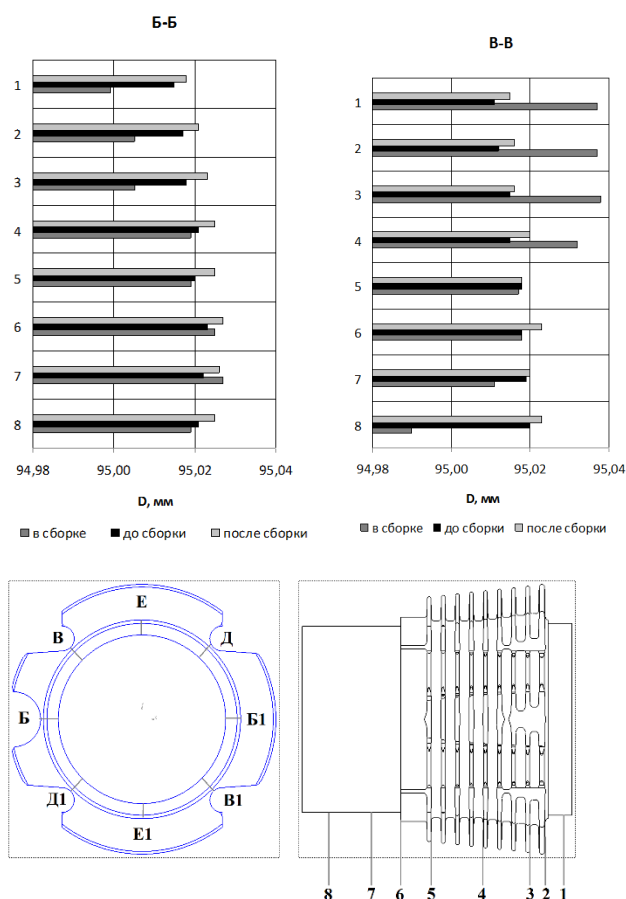 Б-Б
1
2
3
4
5
6
7
8
94,98 95,00 95,02 95,04
D, мм
в сборке до сборки после сборки
В-В
1
2
3
4
5
6
7
8
94,98 95,00 95,02 95,04
D, мм
в сборке до сборки после сборки
Е
В Д
Б Б1
Д1 В1
Е1
8 7 6 5 4 3 2 1